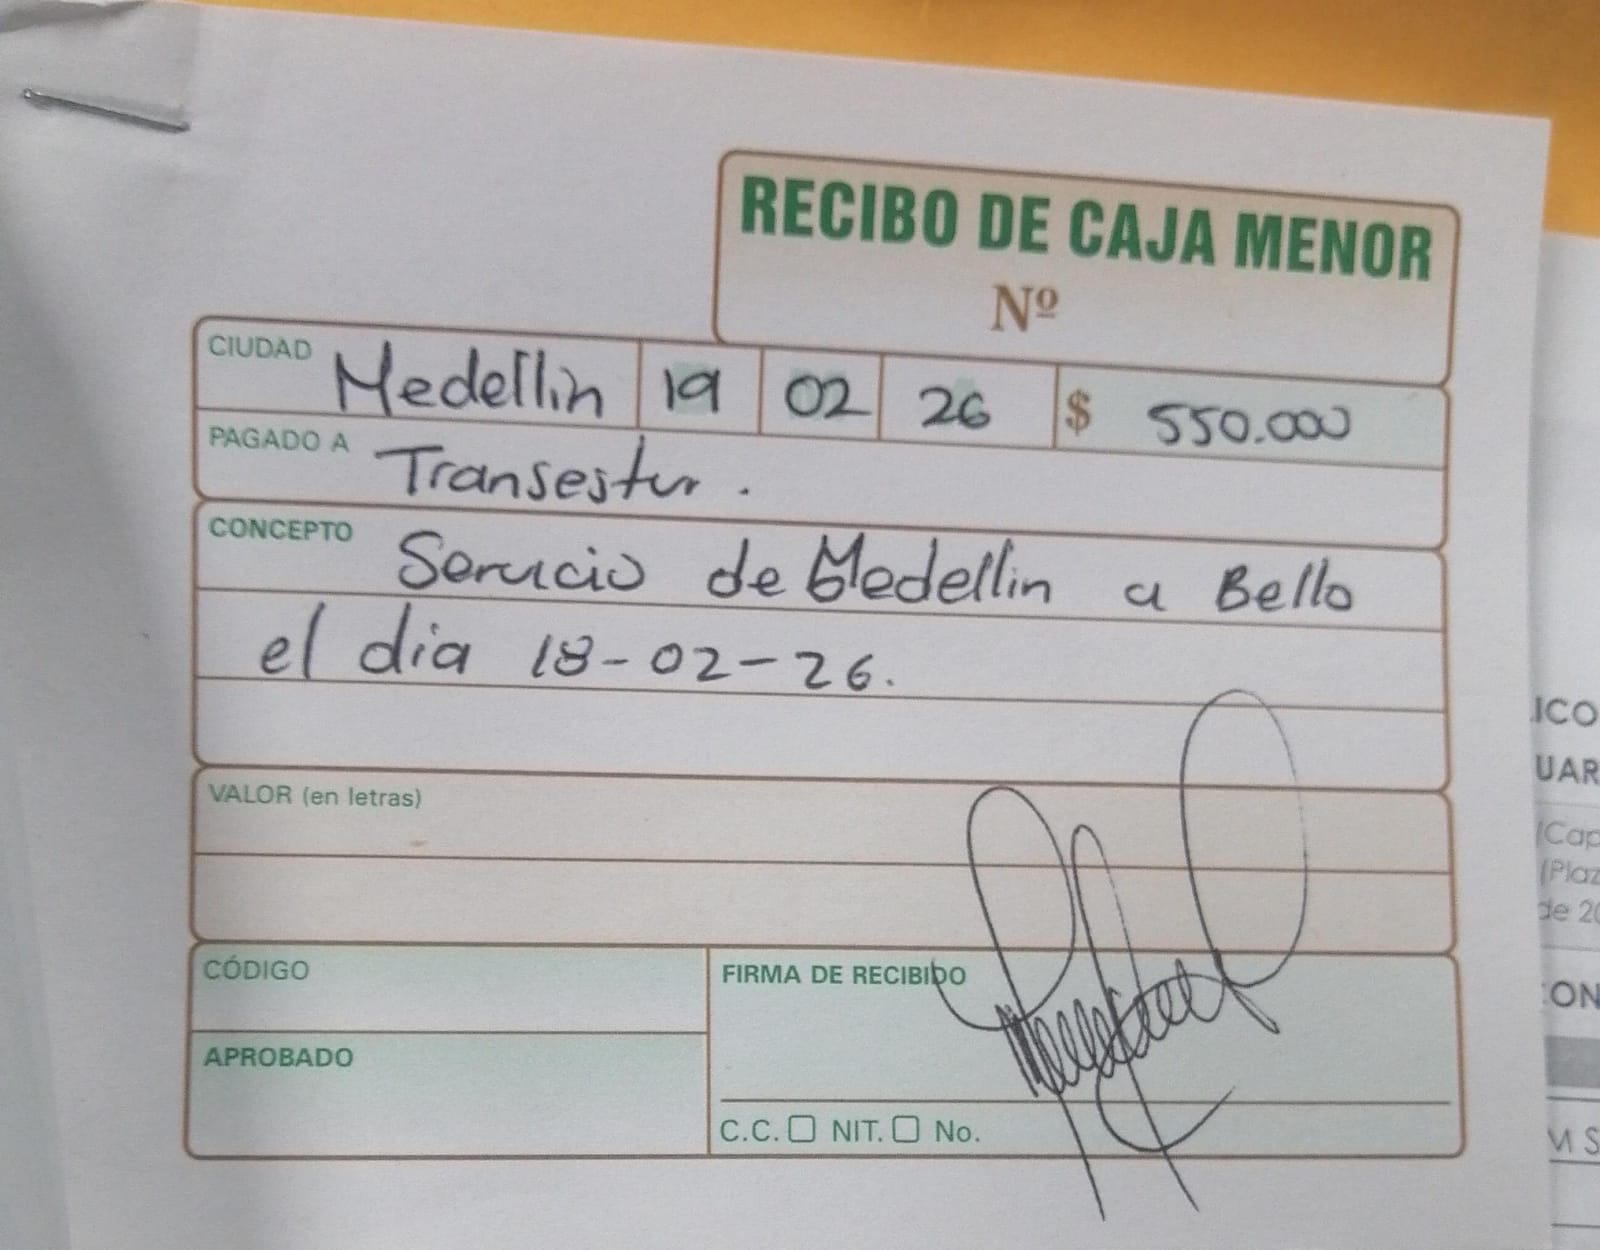 RECIBO DE CAJA MENOR
Nº
CIUDAD Medellin 19 02 26 $ 550.000
PAGADO A Transestur.
CONCEPTO Servicio de Medellin a Bello
el dia 18-02-26.
VALOR (en letras)
CÓDIGO
FIRMA DE RECIBIDO
APROBADO
C.C. NIT. No.
ICO
UAR
(Cap
(Plaz
de 20
ON
M S